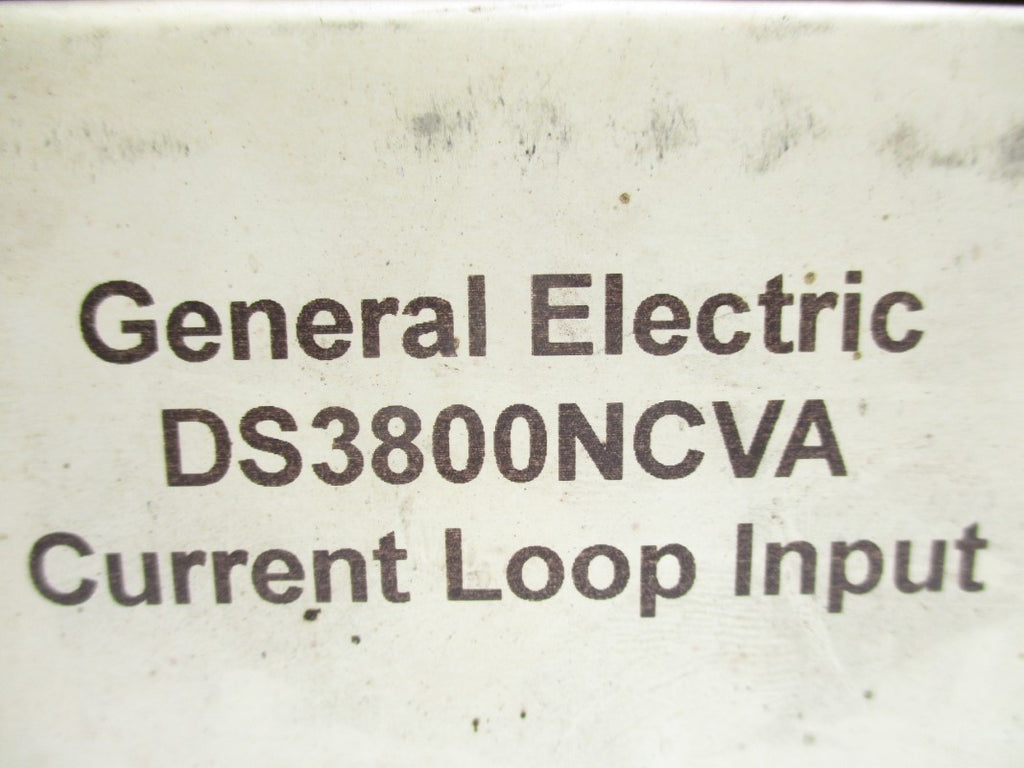 General Electric
DS3800NCVA
Current Loop Input